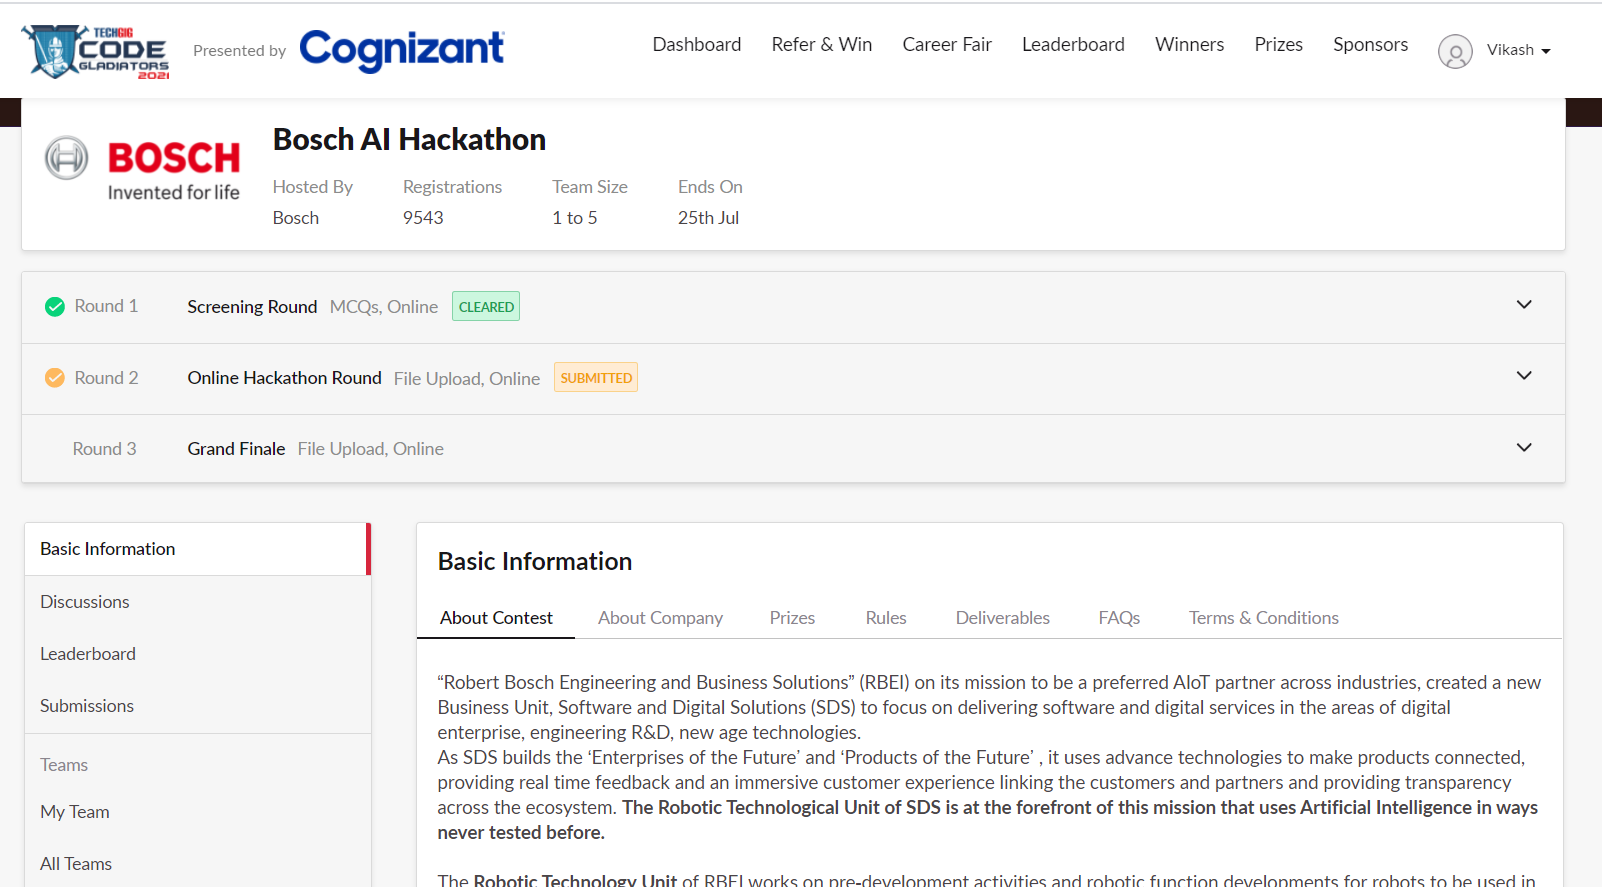 TECHGIG
CODE
GLADIATORS
2021
Presented by
Cognizant
Dashboard Refer & Win Career Fair Leaderboard Winners Prizes Sponsors Vikash
BOSCH
Invented for life
Bosch AI Hackathon
Hosted By Registrations Team Size Ends On
Bosch 9543 1 to 5 25th Jul
Round 1 Screening Round MCQs, Online CLEARED
Round 2 Online Hackathon Round File Upload, Online SUBMITTED
Round 3 Grand Finale File Upload, Online
Basic Information
Discussions
Leaderboard
Submissions
Teams
My Team
All Teams
Basic Information
About Contest About Company Prizes Rules Deliverables FAQs Terms & Conditions
“Robert Bosch Engineering and Business Solutions” (RBEI) on its mission to be a preferred AIoT partner across industries, created a new
Business Unit, Software and Digital Solutions (SDS) to focus on delivering software and digital services in the areas of digital
enterprise, engineering R&D, new age technologies.
As SDS builds the ‘Enterprises of the Future’ and ‘Products of the Future’ , it uses advance technologies to make products connected,
providing real time feedback and an immersive customer experience linking the customers and partners and providing transparency
across the ecosystem. The Robotic Technological Unit of SDS is at the forefront of this mission that uses Artificial Intelligence in ways
never tested before.
The Robotic Technology Unit of RBEI works on pre-development activities and robotic function developments for robots to be used in